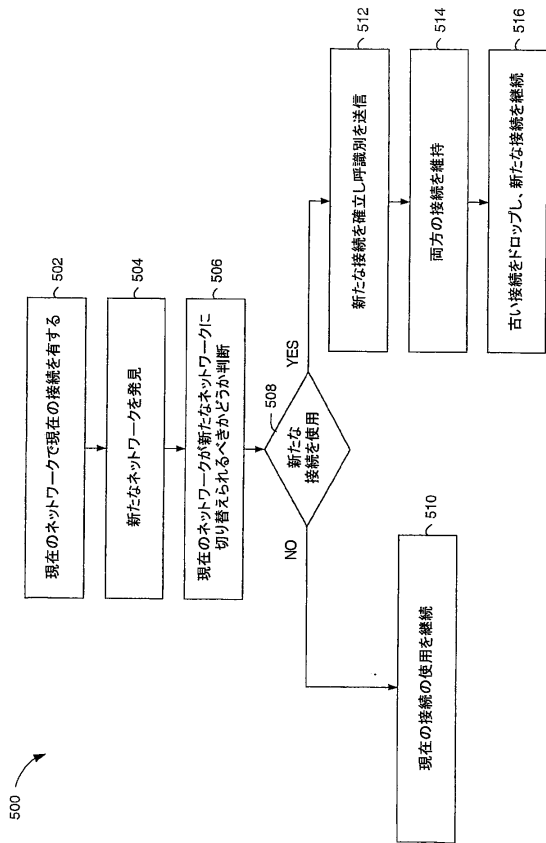 500
502
現在のネットワークで現在の接続を有する
504
新たなネットワークを発見
506
現在のネットワークが新たなネットワークに
切り替えられるべきかどうか判断
508
新たな
接続を使用
NO
YES
510
現在の接続の使用を継続
512
新たな接続を確立し呼識別を送信
514
両方の接続を維持
516
古い接続をドロップし、新たな接続を継続